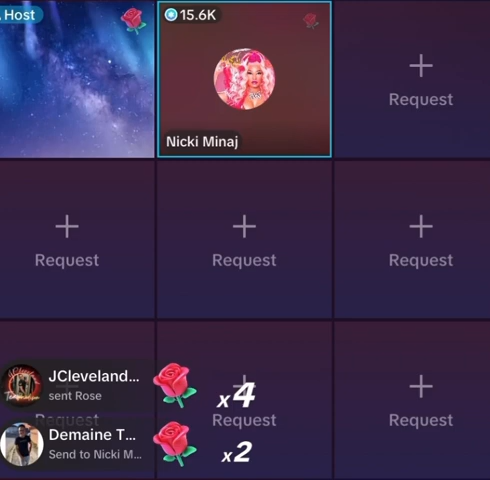 Host
15.6K
Nicki Minaj
Request
Request
Request
Request
JCleveland...
sent Rose
x4
Request
Request
Request
Demaine T...
Send to Nicki M...
x2